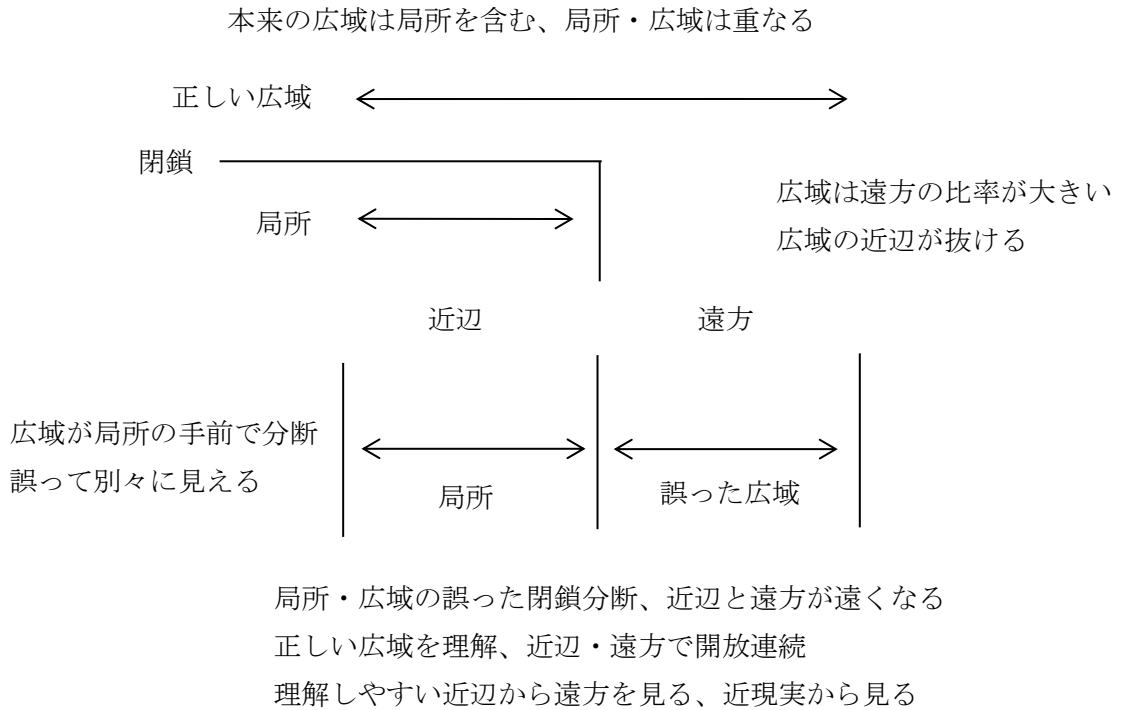 本来の広域は局所を含む、局所・広域は重なる
正しい広域
閉鎖
局所
広域は遠方の比率が大きい
広域の近辺が抜ける
近辺
遠方
広域が局所の手前で分断
誤って別々に見える
局所
誤った広域
局所・広域の誤った閉鎖分断、近辺と遠方が遠くなる
正しい広域を理解、近辺・遠方で開放連続
理解しやすい近辺から遠方を見る、近現実から見る